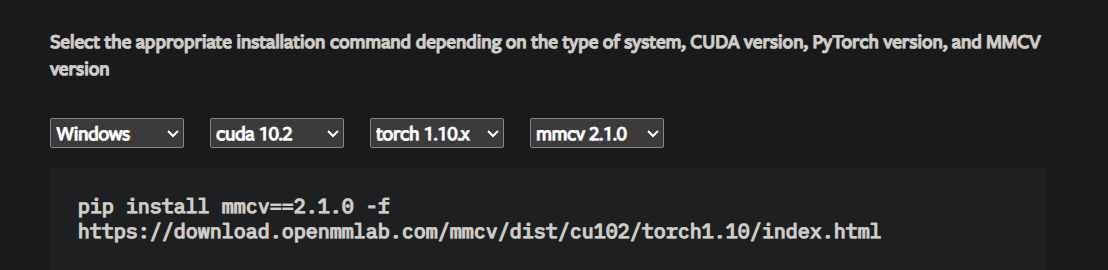 Select the appropriate installation command depending on the type of system, CUDA version, PyTorch version, and MMCV
version
Windows cuda 10.2 torch 1.10.x mmcv 2.1.0
pip install mmcv==2.1.0 -f
https://download.openmmlab.com/mmcv/dist/cu102/torch1.10/index.html